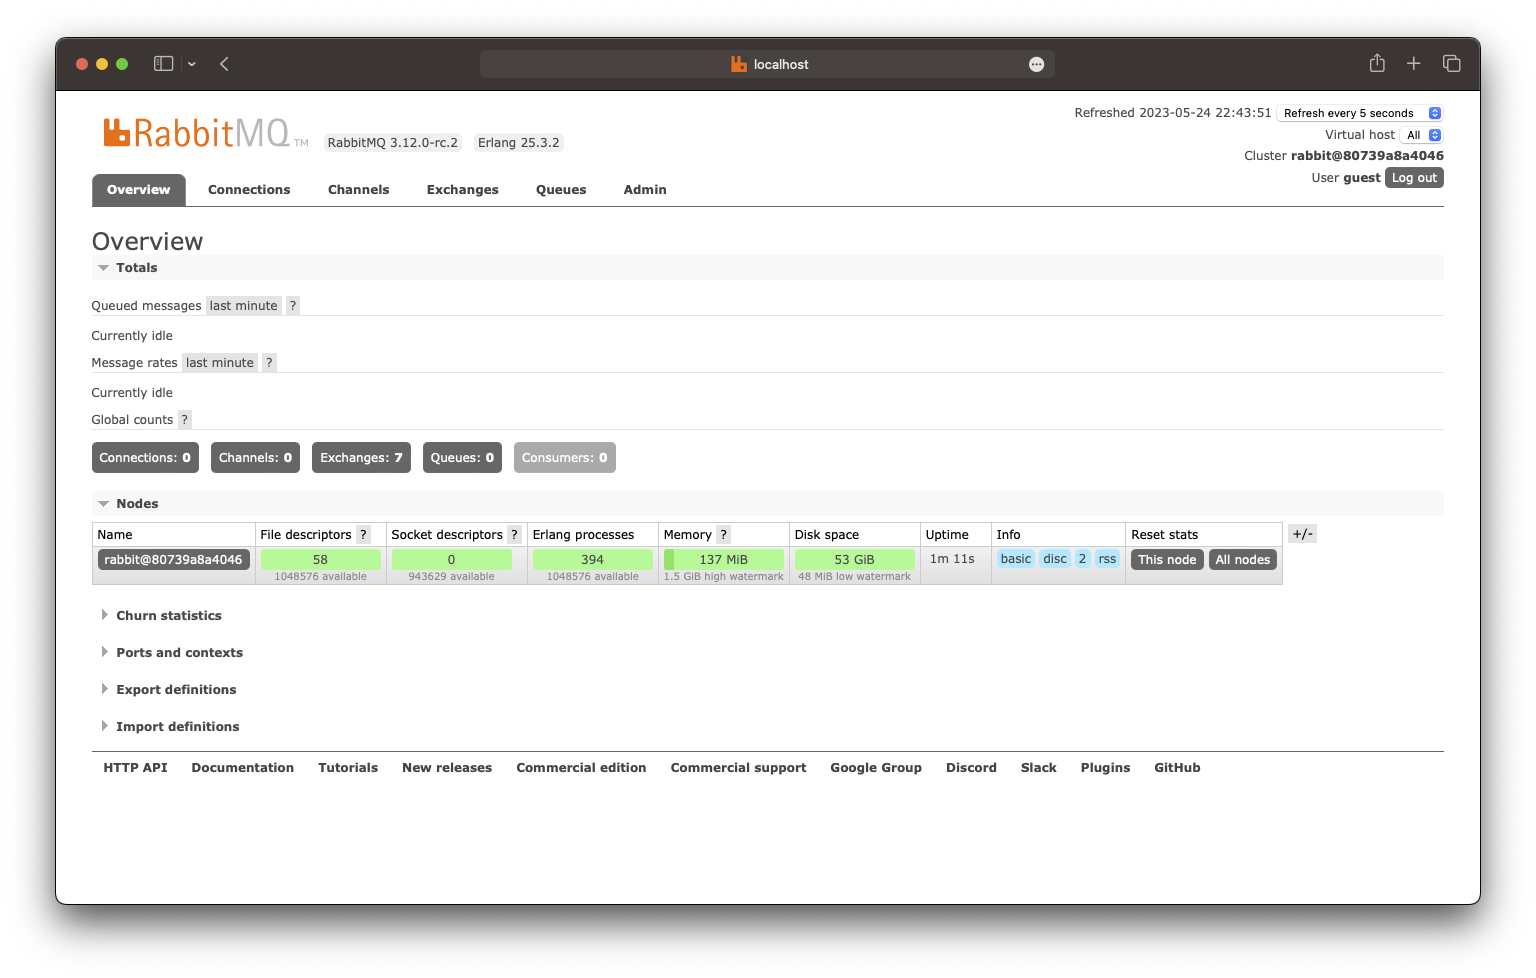 localhost
Refreshed 2023-05-24 22:43:51 Refresh every 5 seconds
RabbitMQ TM RabbitMQ 3.12.0-rc.2 Erlang 25.3.2
Virtual host All
Cluster rabbit@80739a8a4046
User guest Log out
Overview Connections Channels Exchanges Queues Admin
Overview
Totals
Queued messages last minute ?
Currently idle
Message rates last minute ?
Currently idle
Global counts ?
Connections: 0 Channels: 0 Exchanges: 7 Queues: 0 Consumers: 0
Nodes
Name File descriptors ? Socket descriptors ? Erlang processes Memory ? Disk space Uptime Info Reset stats +/-
rabbit@80739a8a4046 58 0 394 137 MiB 53 GiB 1m 11s basic disc 2 rss This node All nodes
1048576 available 943629 available 1048576 available 1.5 GiB high watermark 48 MiB low watermark
Churn statistics
Ports and contexts
Export definitions
Import definitions
HTTP API Documentation Tutorials New releases Commercial edition Commercial support Google Group Discord Slack Plugins GitHub